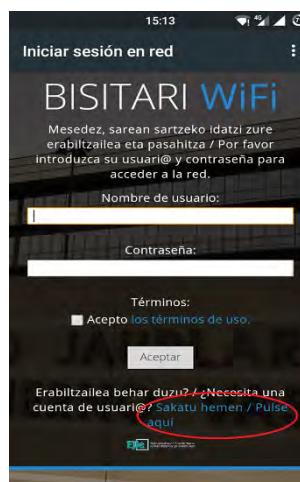 15:13
4G
Iniciar sesión en red
BISITARI WiFi
Mesedez, sarean sartzeko idatzi zure
erabiltzailea eta pasahitza / Por favor
introduzca su usuari@ y contraseña para
acceder a la red.
Nombre de usuario:
Contraseña:
Términos:
Acepto los términos de uso.
Aceptar
Erabiltzailea behar duzu? / ¿Necesita una
cuenta de usuari@? Sakatu hemen / Pulse
aquí